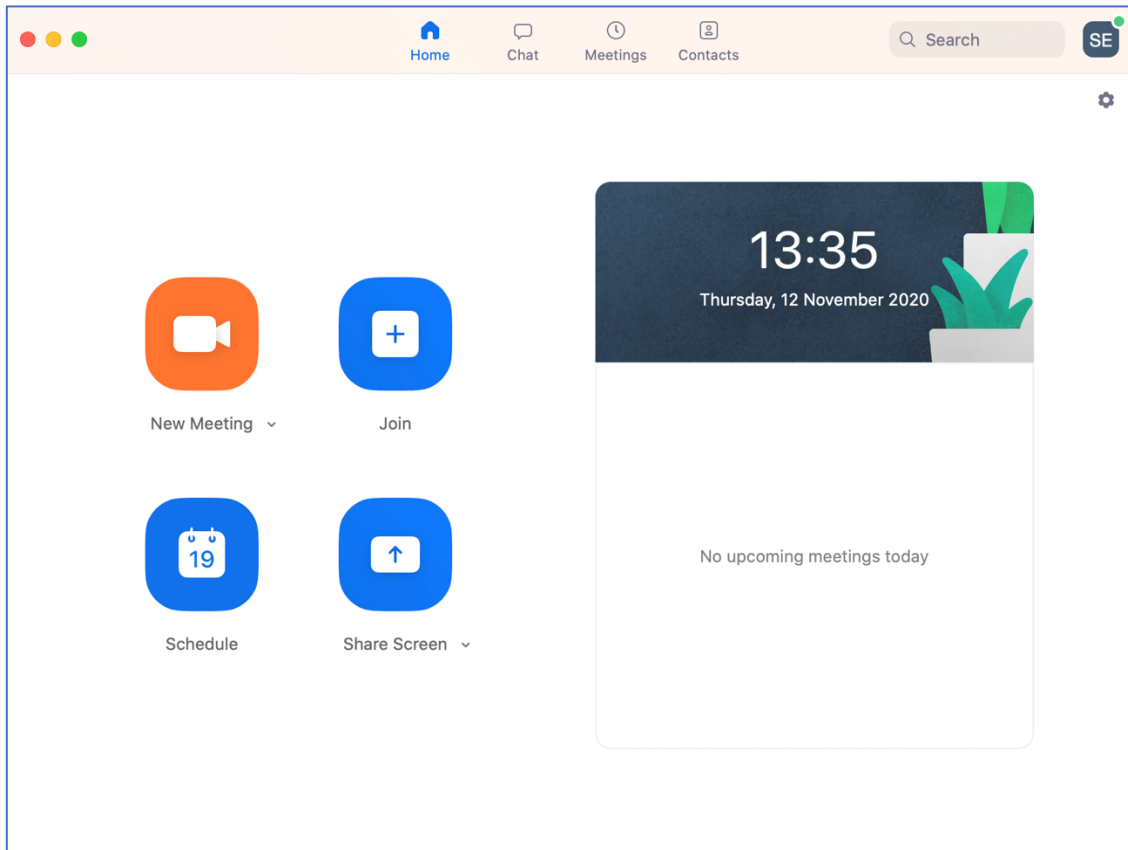 Home
Chat
Meetings
Contacts
Search
SE
13:35
Thursday, 12 November 2020
New Meeting
Join
19
Schedule
Share Screen
No upcoming meetings today